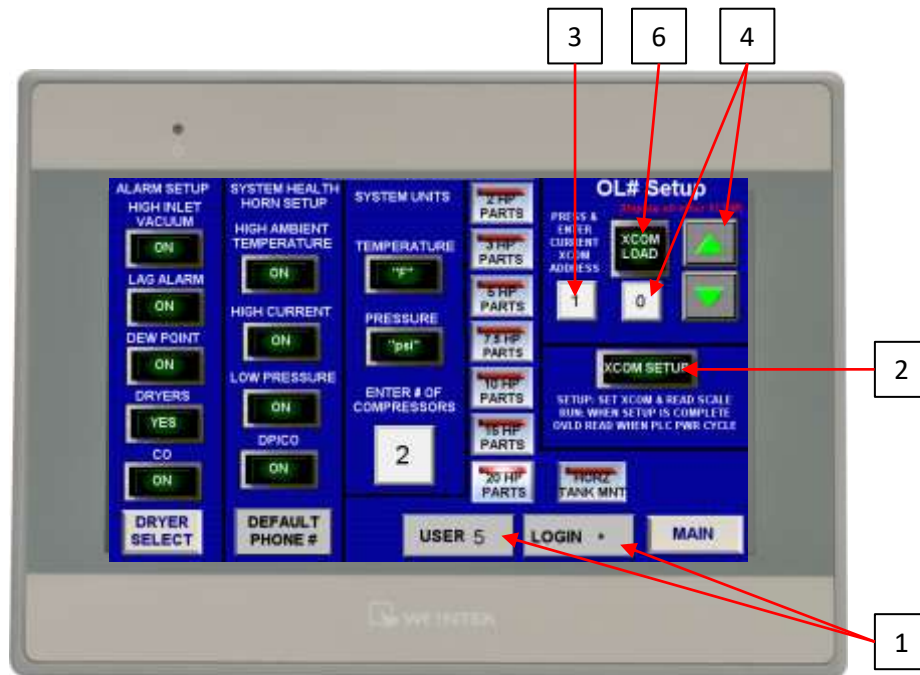 3
6
4
ALARM SETUP
HIGH INLET
VACUUM
ON
LAG ALARM
ON
DEW POINT
ON
DRYERS
YES
CO
ON
DRYER
SELECT
SYSTEM HEALTH
HORN SETUP
HIGH AMBIENT
TEMPERATURE
ON
HIGH CURRENT
ON
LOW PRESSURE
ON
DP/CO
ON
DEFAULT
PHONE #
SYSTEM UNITS
TEMPERATURE
"F"
PRESSURE
"psi"
ENTER # OF
COMPRESSORS
2
2 HP
PARTS
3 HP
PARTS
5 HP
PARTS
7.5 HP
PARTS
10 HP
PARTS
15 HP
PARTS
20 HP
PARTS
HORZ
TANK MNT
OL# Setup
PRESS &
ENTER
CURRENT
XCOM
ADDRESS
XCOM
LOAD
1
0
XCOM SETUP
SETUP: SET XCOM & READ SCALE
RUN: WHEN SETUP IS COMPLETE
OVLD READ WHEN PLC PWR CYCLE
2
USER 5
LOGIN *
MAIN
WEINTEK
1